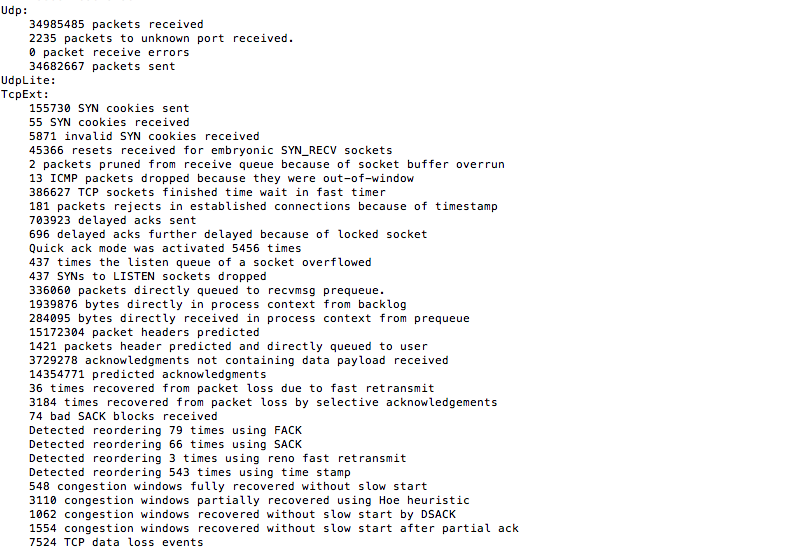 Udp:
34985485 packets received
2235 packets to unknown port received.
0 packet receive errors
34682667 packets sent
UdpLite:
TcpExt:
155730 SYN cookies sent
55 SYN cookies received
5871 invalid SYN cookies received
45366 resets received for embryonic SYN_RECV sockets
2 packets pruned from receive queue because of socket buffer overrun
13 ICMP packets dropped because they were out-of-window
386627 TCP sockets finished time wait in fast timer
181 packets rejects in established connections because of timestamp
703923 delayed acks sent
696 delayed acks further delayed because of locked socket
Quick ack mode was activated 5456 times
437 times the listen queue of a socket overflowed
437 SYNs to LISTEN sockets dropped
336060 packets directly queued to recvmsg prequeue.
1939876 bytes directly in process context from backlog
284095 bytes directly received in process context from prequeue
15172304 packet headers predicted
1421 packets header predicted and directly queued to user
3729278 acknowledgments not containing data payload received
14354771 predicted acknowledgments
36 times recovered from packet loss due to fast retransmit
3184 times recovered from packet loss by selective acknowledgements
74 bad SACK blocks received
Detected reordering 79 times using FACK
Detected reordering 66 times using SACK
Detected reordering 3 times using reno fast retransmit
Detected reordering 543 times using time stamp
548 congestion windows fully recovered without slow start
3110 congestion windows partially recovered using Hoe heuristic
1062 congestion windows recovered without slow start by DSACK
1554 congestion windows recovered without slow start after partial ack
7524 TCP data loss events